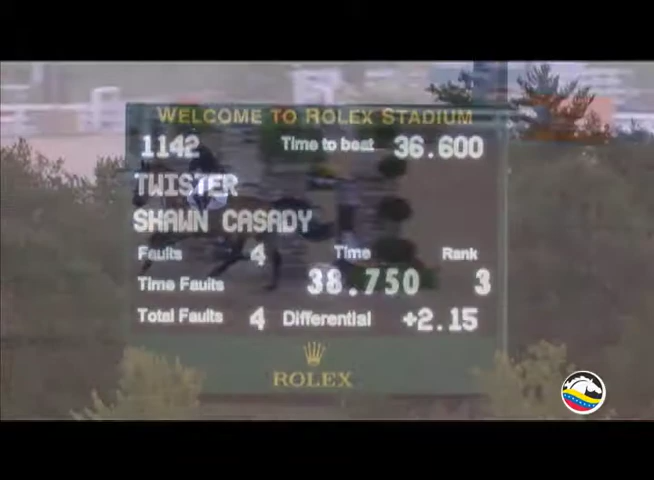 WELCOME TO ROLEX STADIUM
1142 Time to beat 36.600
TWISTER
SHAWN CASADY
Faults 4 Time Rank
Time Faults 38.750 3
Total Faults 4 Differential +2.15
ROLEX